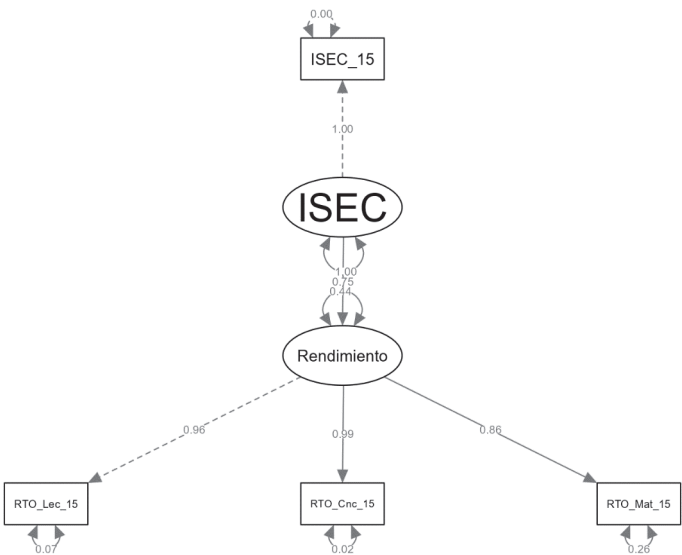 0.00
ISEC_15
1.00
ISEC
1.00
0.75
0.44
Rendimiento
0.96
0.99
0.86
RTO_Lec_15
RTO_Cnc_15
RTO_Mat_15
0.07
0.02
0.26